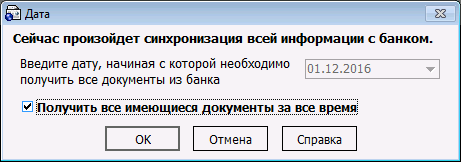 Дата
Сейчас произойдет синхронизация всей информации с банком.
Введите дату, начиная с которой необходимо
получить все документы из банка
01.12.2016
Получить все имеющиеся документы за все время
OK
Отмена
Справка